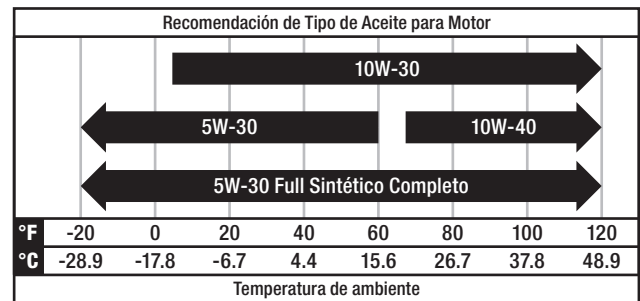 Recomendación de Tipo de Aceite para Motor
10W-30
5W-30 10W-40
5W-30 Full Sintético Completo
°F -20 0 20 40 60 80 100 120
°C -28.9 -17.8 -6.7 4.4 15.6 26.7 37.8 48.9
Temperatura de ambiente